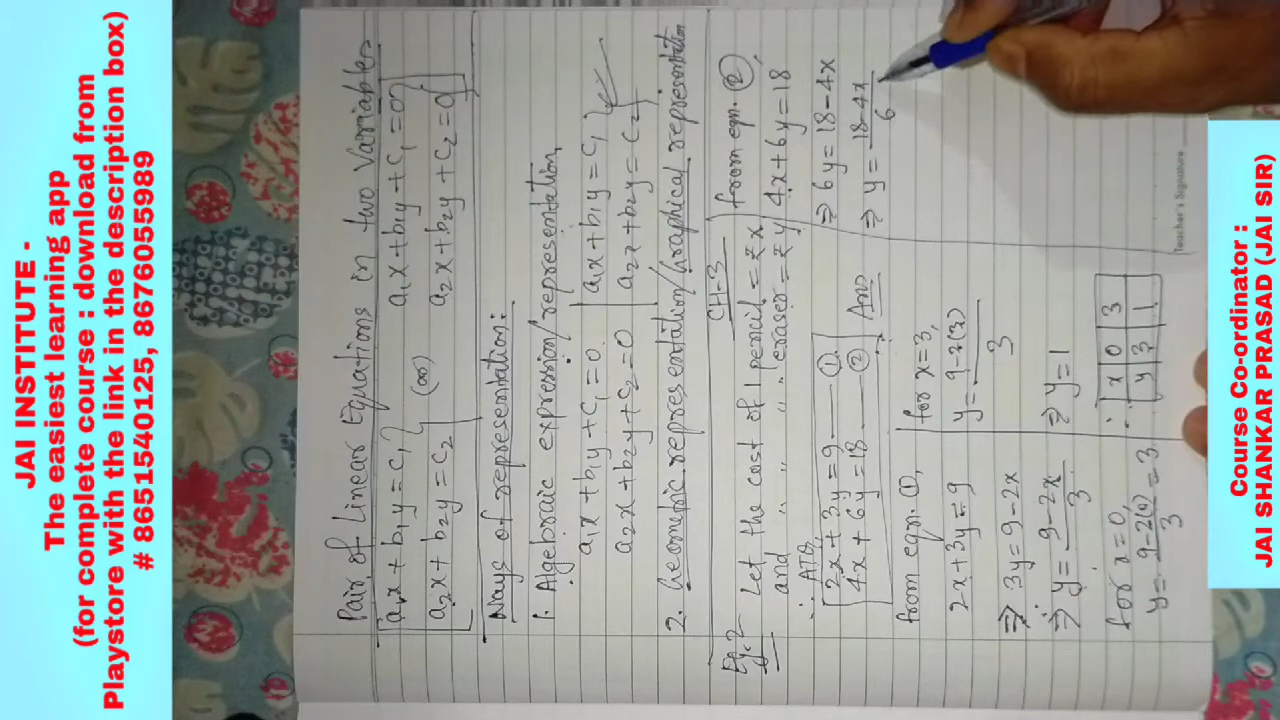 JAI INSTITUTE -
The easiest learning app
(for complete course : download from
Playstore with the link in the description box)
# 8651540125, 8676055989
Pair of Linear Equations in two Variables
a₁x + b₁y = c₁
a₂x + b₂y = c₂
(or)
a₁x + b₁y + c₁ = 0
a₂x + b₂y + c₂ = 0
Ways of representation:
1. Algebraic expression/representation,
a₁x + b₁y + c₁ = 0
a₂x + b₂y + c₂ = 0
a₁x + b₁y = c₁
a₂x + b₂y = c₂
2. Geometric representation/Graphical representation
CH-3
Eg.2 Let the cost of 1 pencil = ₹ x
and " " " " eraser = ₹ y
∴ ATQ,
2x + 3y = 9 —— ①
4x + 6y = 18 —— ②
Ans
from eqn. ①,
2x + 3y = 9
⇒ 3y = 9 - 2x
⇒ y = 9 - 2x / 3
for x = 0,
y = 9 - 2(0) / 3 = 3
for x = 3,
y = 9 - 2(3) / 3
⇒ y = 1
∴ x 0 3
y 3 1
from eqn. ②
4x + 6y = 18
⇒ 6y = 18 - 4x
⇒ y = 18 - 4x / 6
Teacher's Signature
Course Co-ordinator :
JAI SHANKAR PRASAD (JAI SIR)